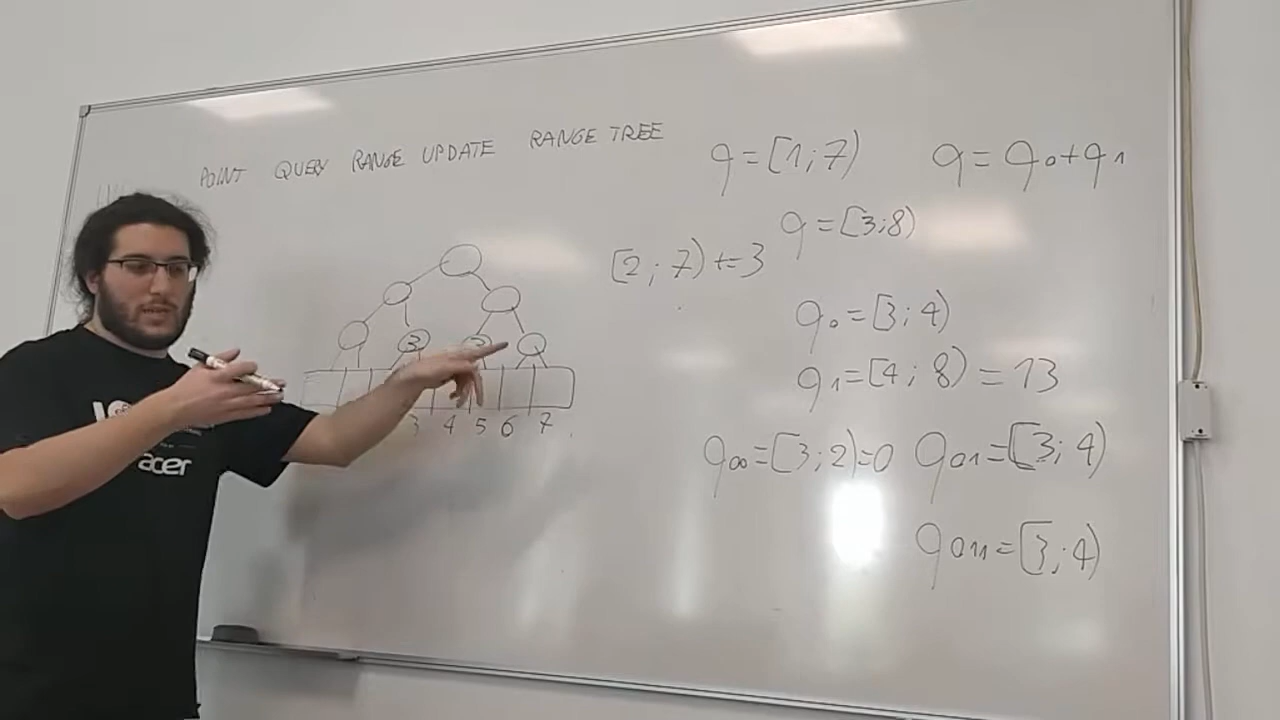 POINT QUERY RANGE UPDATE RANGE TREE
q = [1;7)
q = q0+q1
q = [3;8)
[2;7) += 3
q0 = [3;4)
q1 = [4;8) = 13
q00 = [3;2) = 0 q01 = [3;4)
q011 = [3;4)
3
3 4 5 6 7
acer